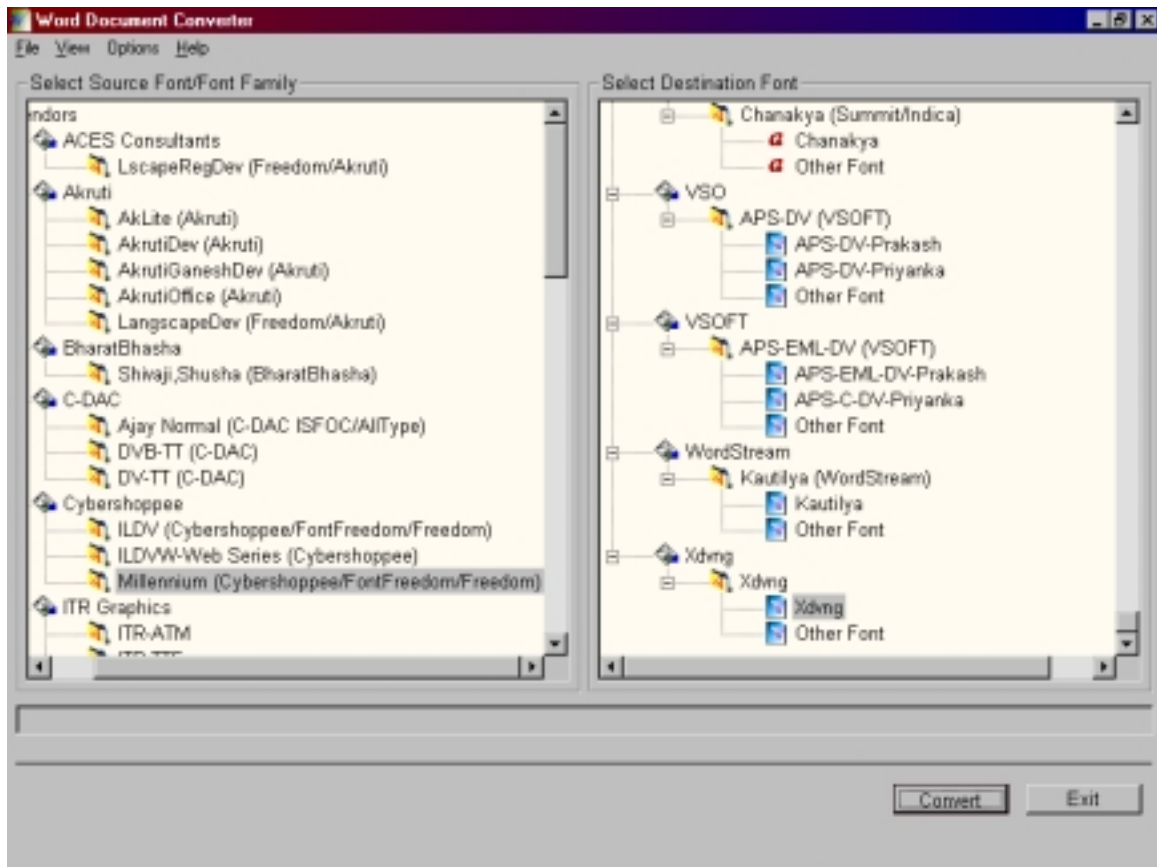 Word Document Converter
File View Options Help
Select Source Font/Font Family
endors
ACES Consultants
LscapeRegDev (Freedom/Akruti)
Akruti
AkLite (Akruti)
AkrutiDev (Akruti)
AkrutiGaneshDev (Akruti)
AkrutiOffice (Akruti)
LangscapeDev (Freedom/Akruti)
BharatBhasha
Shivaji,Shusha (BharatBhasha)
C-DAC
Ajay Normal (C-DAC ISFOC/AllType)
DVB-TT (C-DAC)
DV-TT (C-DAC)
Cybershoppee
ILDV (Cybershoppee/FontFreedom/Freedom)
ILDVW-Web Series (Cybershoppee)
Millennium (Cybershoppee/FontFreedom/Freedom)
ITR Graphics
ITR-ATM
ITR-TTF
Select Destination Font
Chanakya (Summit/Indica)
Chanakya
Other Font
VSO
APS-DV (VSOFT)
APS-DV-Prakash
APS-DV-Priyanka
Other Font
VSOFT
APS-EML-DV (VSOFT)
APS-EML-DV-Prakash
APS-C-DV-Priyanka
Other Font
WordStream
Kautilya (WordStream)
Kautilya
Other Font
Xdvng
Xdvng
Xdvng
Other Font
Convert Exit